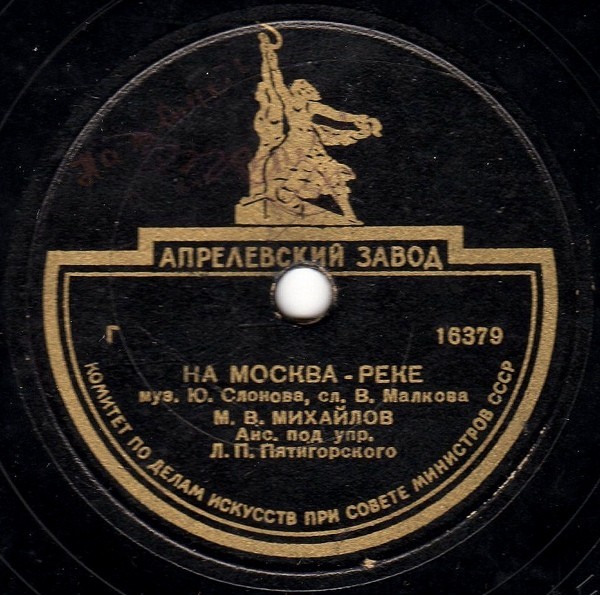 АПРЕЛЕВСКИЙ ЗАВОД
Г 16379
НА МОСКВА-РЕКЕ
муз. Ю. Слонова, сл. В. Малкова
М. В. МИХАЙЛОВ
Анс. под упр.
Л. П. Пятигорского
КОМИТЕТ ПО ДЕЛАМ ИСКУССТВ ПРИ СОВЕТЕ МИНИСТРОВ СССР